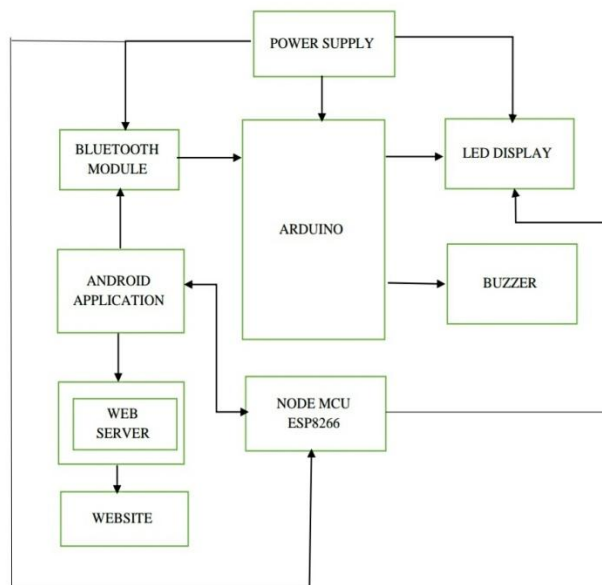 POWER SUPPLY
BLUETOOTH
MODULE
LED DISPLAY
ARDUINO
ANDROID
APPLICATION
BUZZER
NODE MCU
ESP8266
WEB
SERVER
WEBSITE